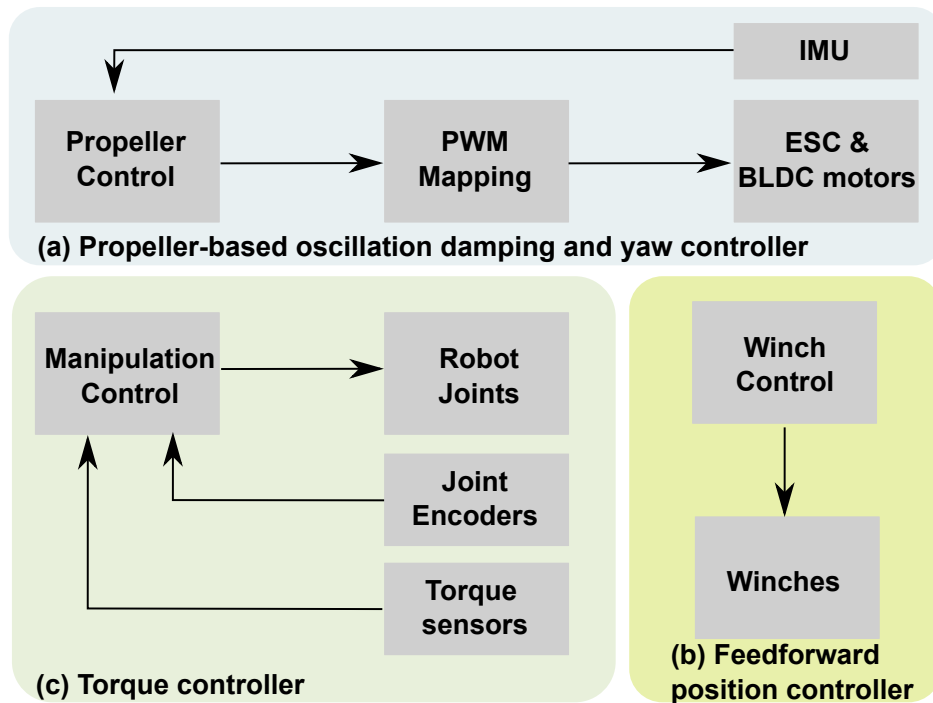 IMU
Propeller
Control
PWM
Mapping
ESC &
BLDC motors
(a) Propeller-based oscillation damping and yaw controller
Manipulation
Control
Robot
Joints
Joint
Encoders
Torque
sensors
(c) Torque controller
Winch
Control
Winches
(b) Feedforward
position controller